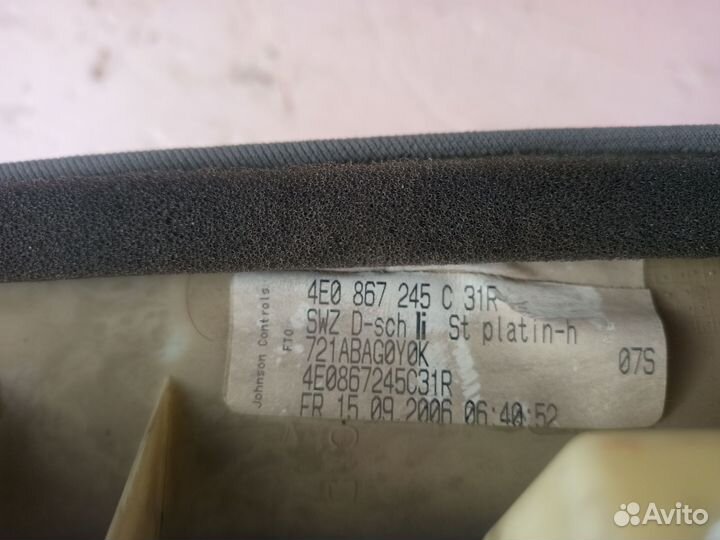 Johnson Controls
FTO
4E0 867 245 C 31R
SWZ D-sch li St platin-h
721ABAG0Y0K
07S
4E0867245C31R
FR 15.09.2006 06:40:52
Avito